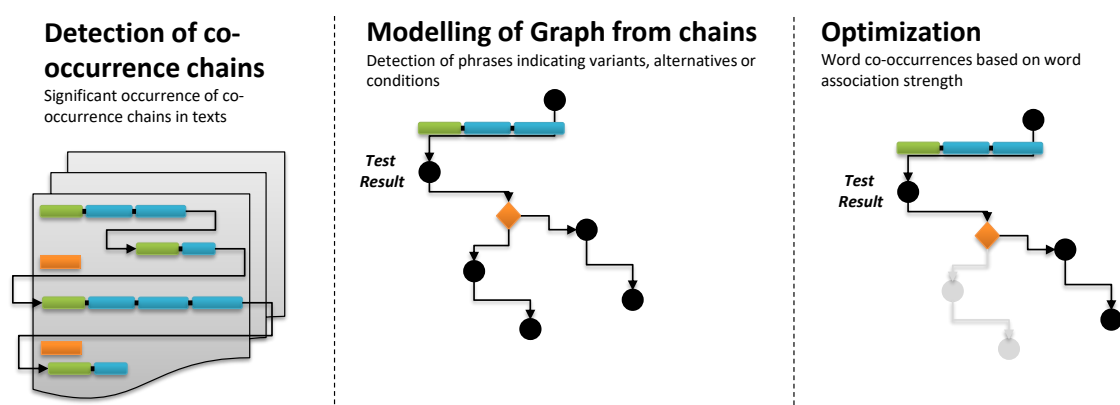 Detection of co-
occurrence chains
Significant occurrence of co-
occurrence chains in texts
Modelling of Graph from chains
Detection of phrases indicating variants, alternatives or
conditions
Test
Result
Optimization
Word co-occurrences based on word
association strength
Test
Result